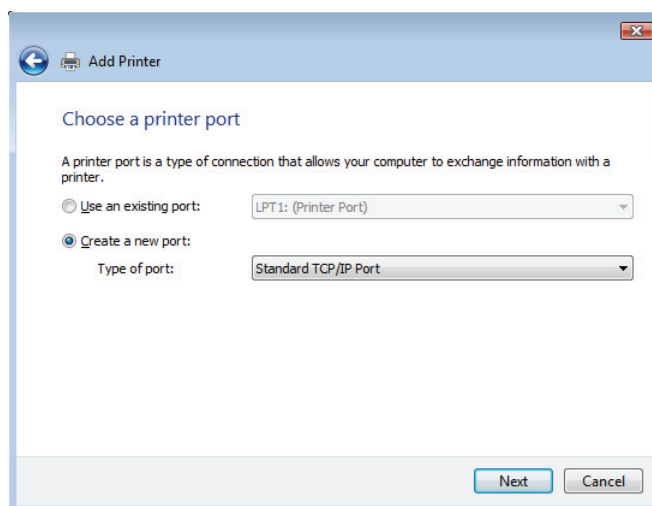 Add Printer
Choose a printer port
A printer port is a type of connection that allows your computer to exchange information with a
printer.
Use an existing port: LPT1: (Printer Port)
Create a new port:
Type of port: Standard TCP/IP Port
Next Cancel